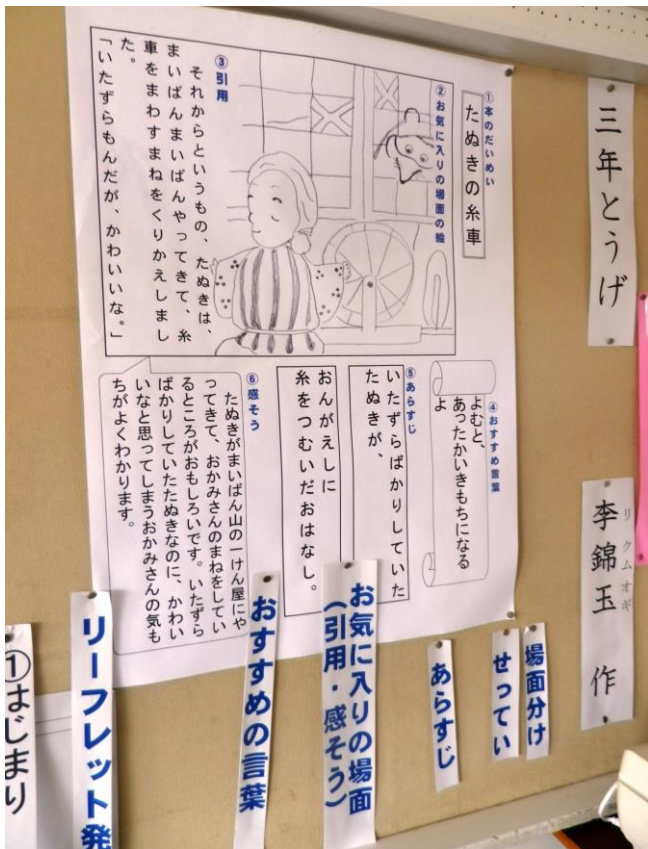 三年とうげ
李錦玉 作
リ クムオギ
①本のだいめい
たぬきの糸車
②お気に入りの場面の絵
③引用
それからというもの、たぬきは、
まいばんまいばんやってきて、糸
車をまわすまねをくりかえしまし
た。
「いたずらもんだが、かわいいな。」
④おすすめ言葉
よむと、
あったかいきもちになる
よ
⑤あらすじ
いたずらばかりしていた
たぬきが、
おんがえしに
糸をつむいだおはなし。
⑥感そう
たぬきがまいばん山の一けん屋にや
ってきて、おかみさんのまねをしてい
るところがおもしろいです。いたずら
ばかりしていたたぬきなのに、かわい
いなと思ってしまうおかみさんの気も
ちがよくわかります。
場面分け
せってい
あらすじ
お気に入りの場面
(引用・感そう)
おすすめの言葉
リーフレット発
①はじまり